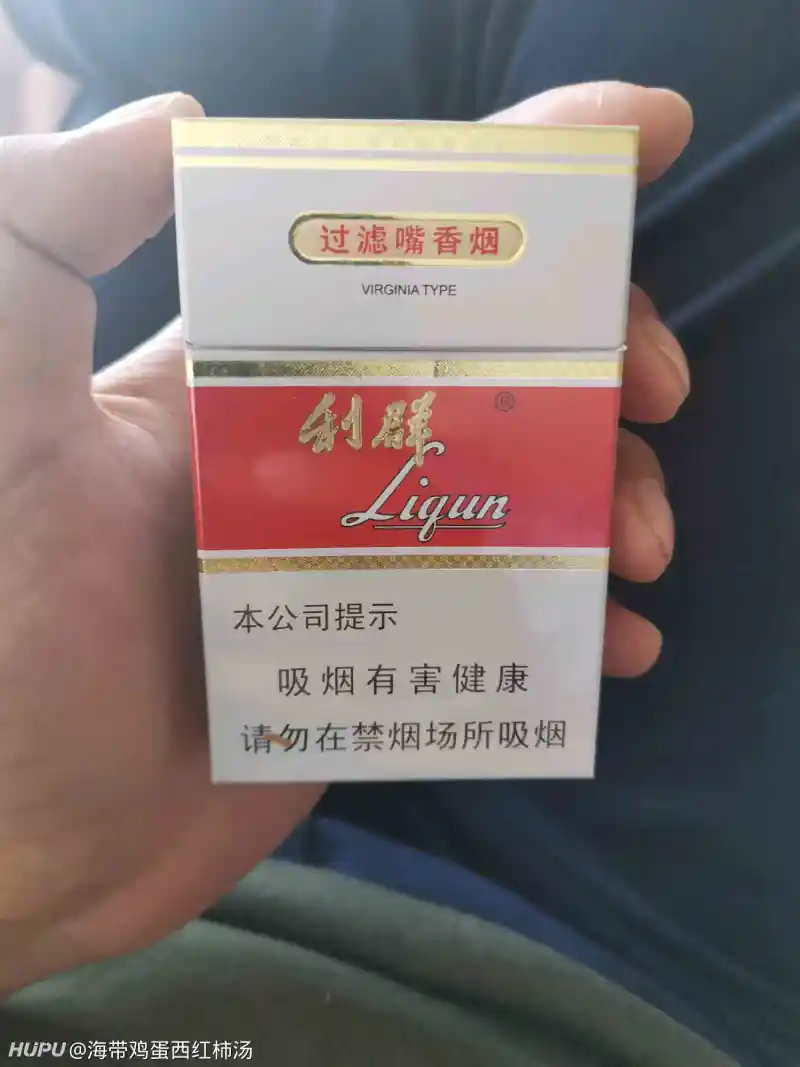 过滤嘴香烟
VIRGINIA TYPE
利群
®
Liqun
本公司提示
吸烟有害健康
请勿在禁烟场所吸烟
HUPU @海带鸡蛋西红柿汤